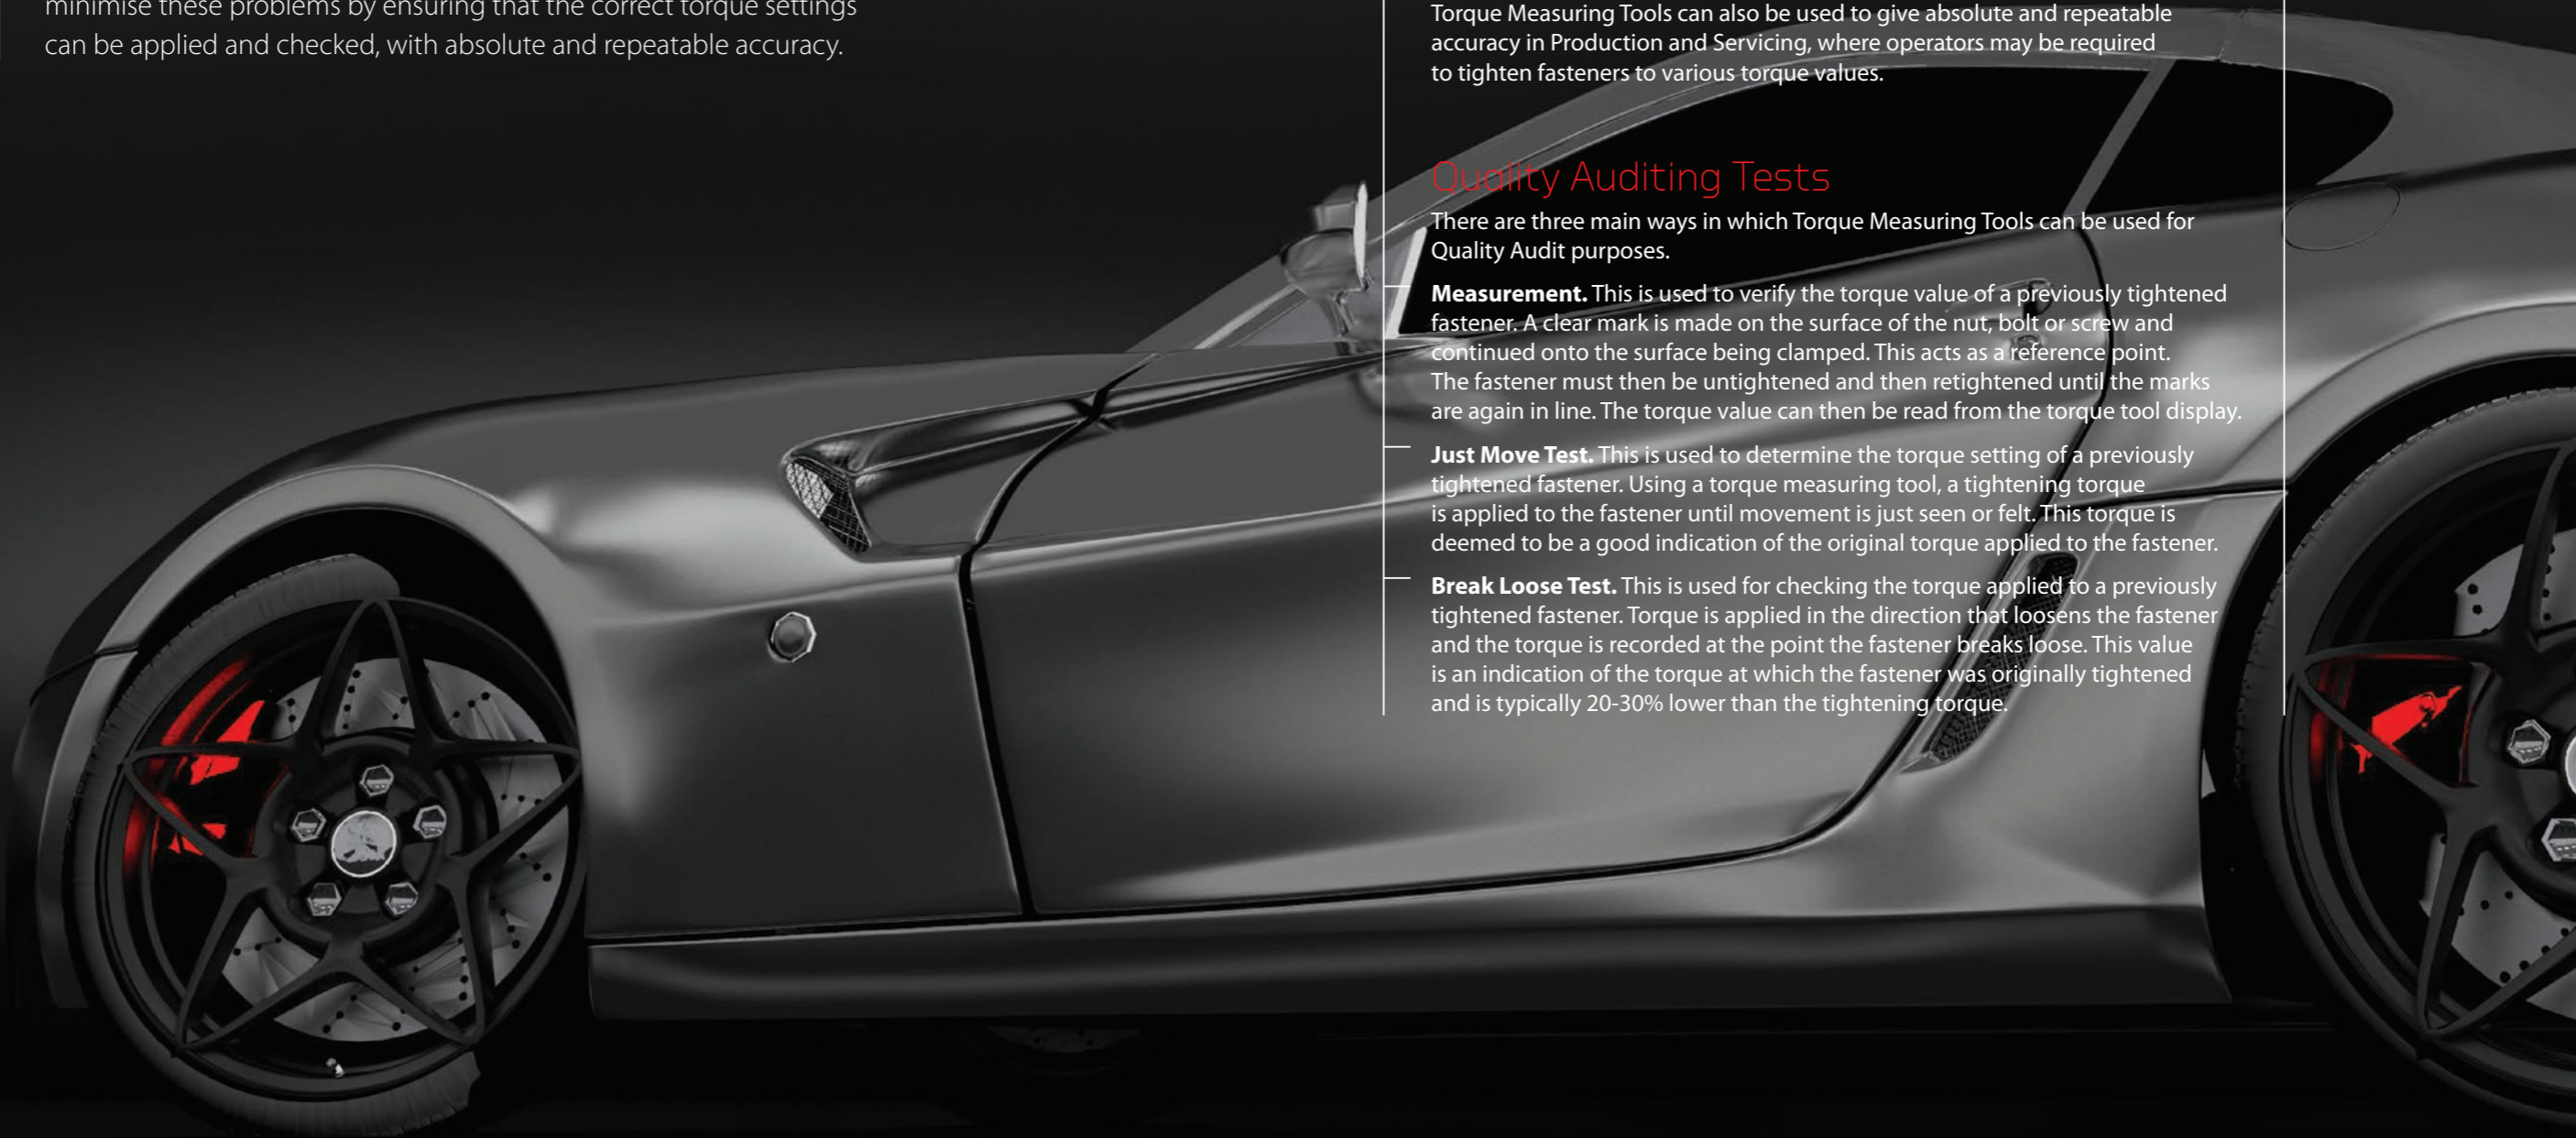 minimise these problems by ensuring that the correct torque settings
can be applied and checked, with absolute and repeatable accuracy.
Torque Measuring Tools can also be used to give absolute and repeatable
accuracy in Production and Servicing, where operators may be required
to tighten fasteners to various torque values.
Quality Auditing Tests
There are three main ways in which Torque Measuring Tools can be used for
Quality Audit purposes.
Measurement. This is used to verify the torque value of a previously tightened
fastener. A clear mark is made on the surface of the nut, bolt or screw and
continued onto the surface being clamped. This acts as a reference point.
The fastener must then be untightened and then retightened until the marks
are again in line. The torque value can then be read from the torque tool display.
Just Move Test. This is used to determine the torque setting of a previously
tightened fastener. Using a torque measuring tool, a tightening torque
is applied to the fastener until movement is just seen or felt. This torque is
deemed to be a good indication of the original torque applied to the fastener.
Break Loose Test. This is used for checking the torque applied to a previously
tightened fastener. Torque is applied in the direction that loosens the fastener
and the torque is recorded at the point the fastener breaks loose. This value
is an indication of the torque at which the fastener was originally tightened
and is typically 20-30% lower than the tightening torque.